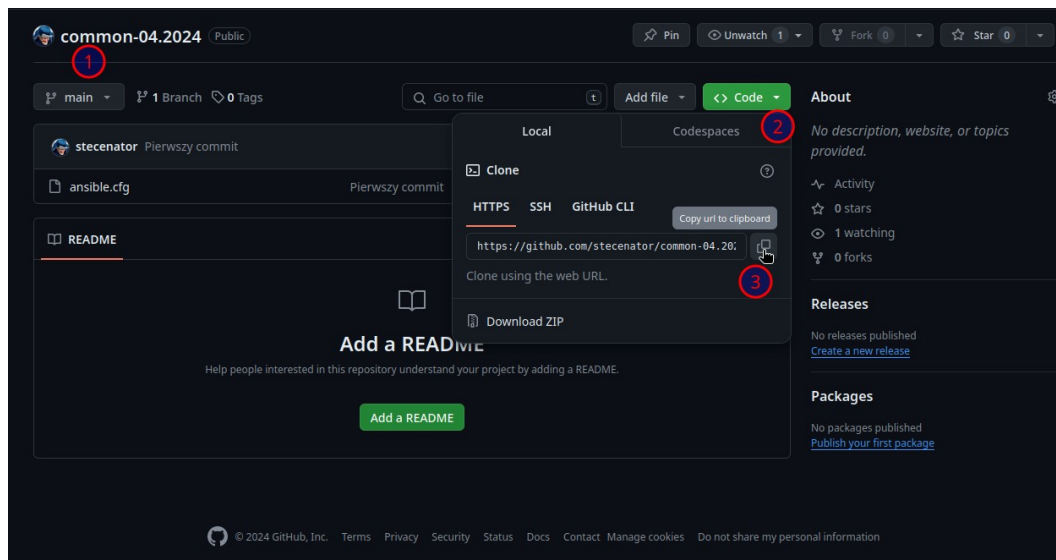 common-04.2024 Public Pin Unwatch 1 Fork 0 Star 0
1
main 1 Branch 0 Tags Go to file t Add file Code
2
Local Codespaces
stecenator Pierwszy commit
Clone
ansible.cfg Pierwszy commit
HTTPS SSH GitHub CLI
Copy url to clipboard
https://github.com/stecenator/common-04.202
Clone using the web URL.
3
Download ZIP
README
Add a README
Help people interested in this repository understand your project by adding a README.
Add a README
About
No description, website, or topics
provided.
Activity
0 stars
1 watching
0 forks
Releases
No releases published
Create a new release
Packages
No packages published
Publish your first package
© 2024 GitHub, Inc. Terms Privacy Security Status Docs Contact Manage cookies Do not share my personal information